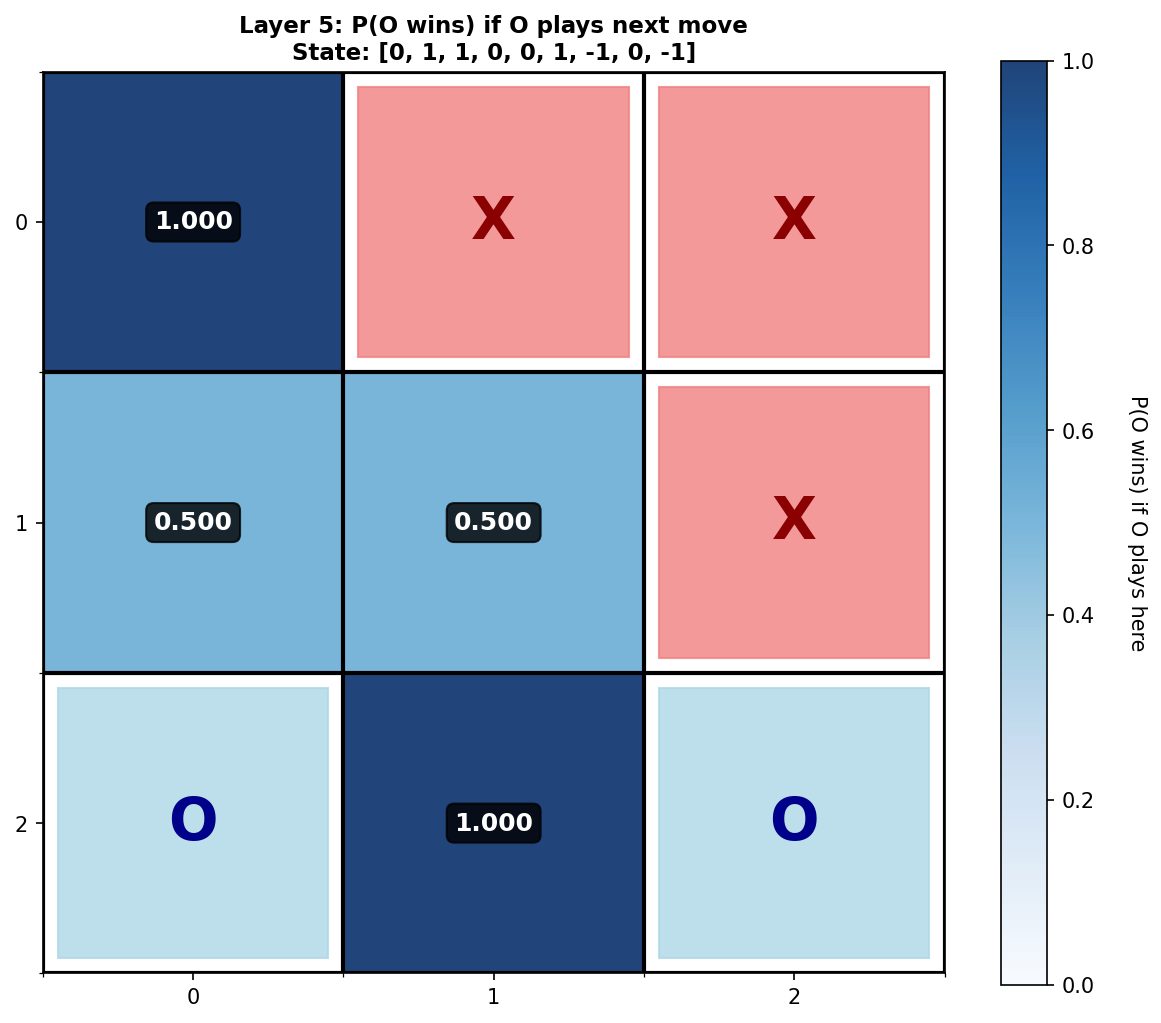 Layer 5: P(O wins) if O plays next move
State: [0, 1, 1, 0, 0, 1, -1, 0, -1]
1.000 X X
0.500 0.500 X
O 1.000 O
0
1
2
0 1 2
1.0
0.8
0.6
0.4
0.2
0.0
P(O wins) if O plays here